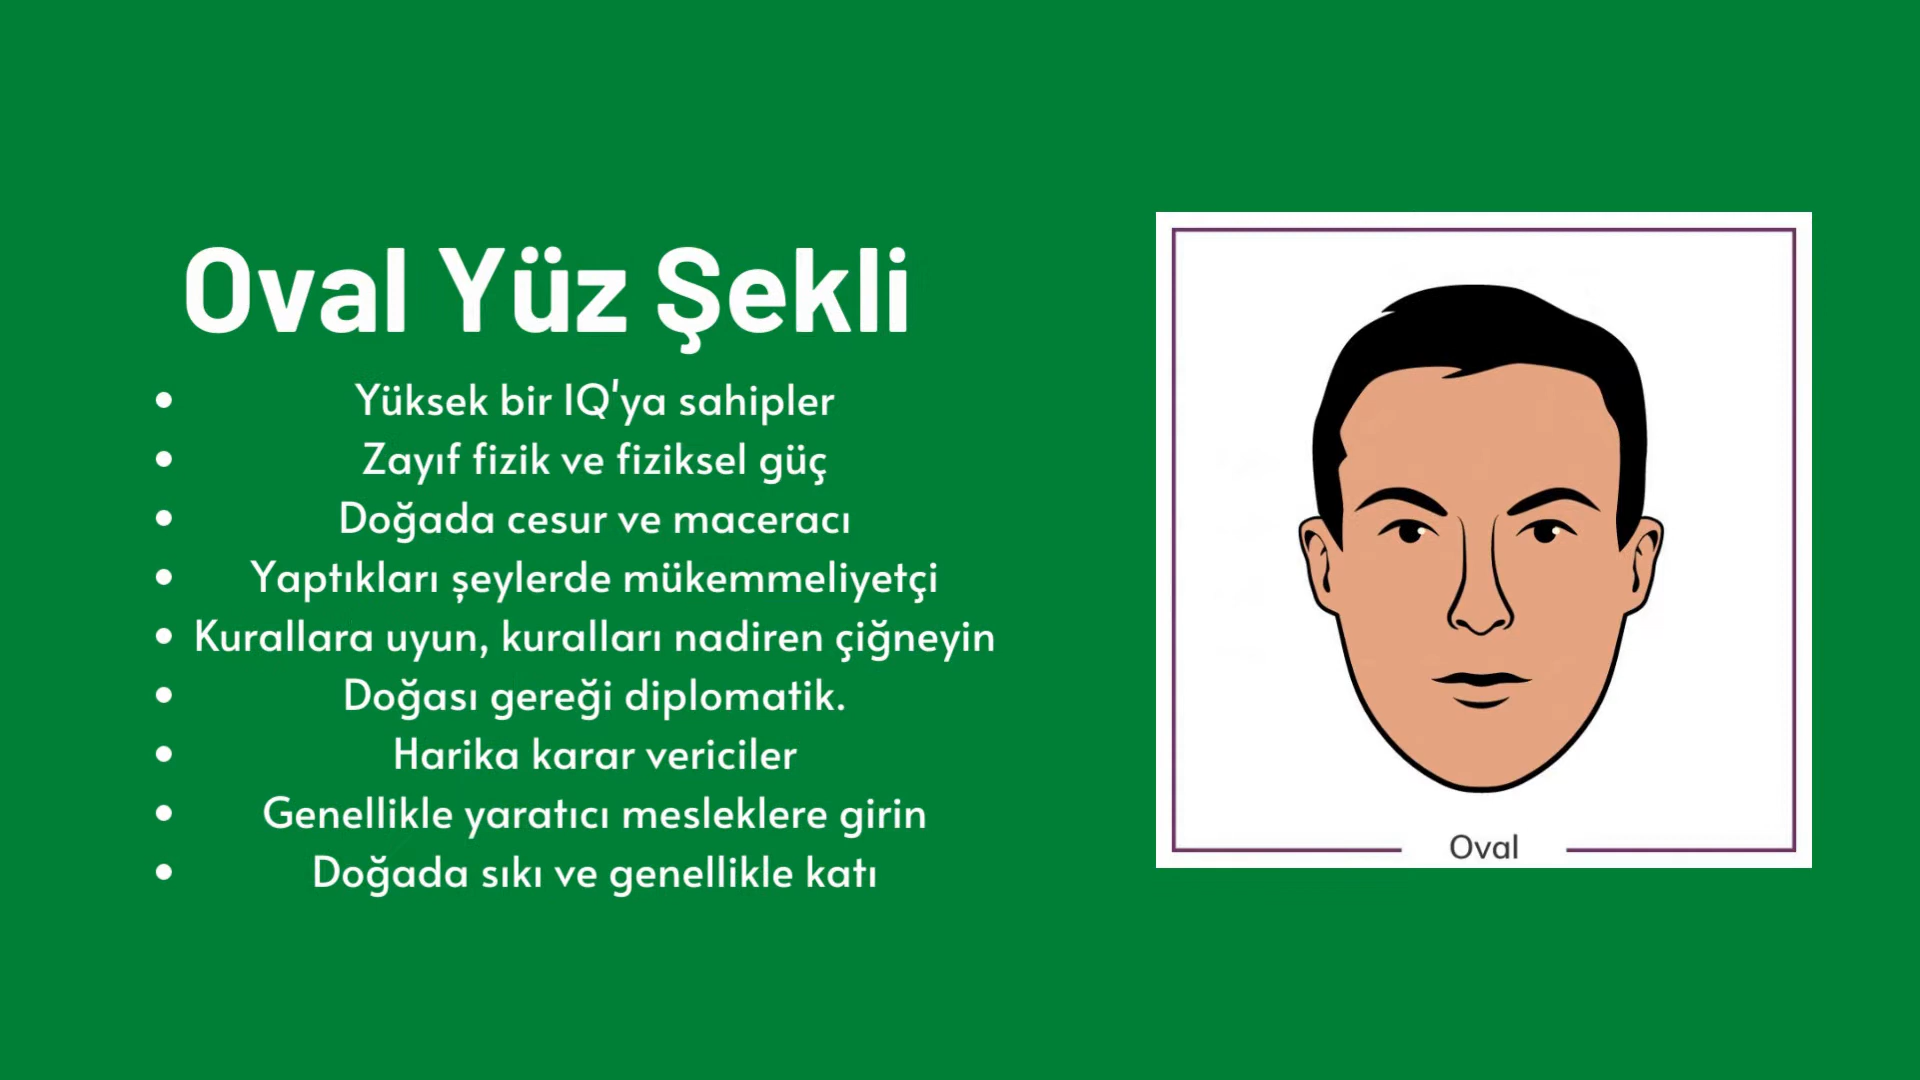 Oval Yüz Şekli
Yüksek bir IQ'ya sahipler
Zayıf fizik ve fiziksel güç
Doğada cesur ve maceracı
Yaptıkları şeylerde mükemmeliyetçi
Kurallara uyun, kuralları nadiren çiğneyin
Doğası gereği diplomatik.
Harika karar vericiler
Genellikle yaratıcı mesleklere girin
Doğada sıkı ve genellikle katı
Oval